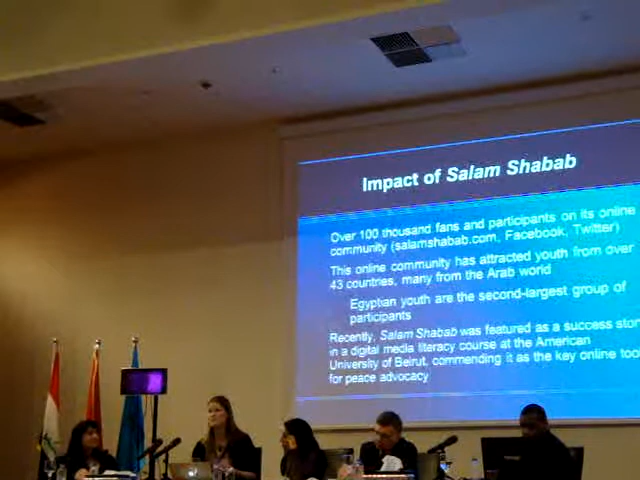 Impact of Salam Shabab
Over 100 thousand fans and participants on its online
community (salamshabab.com, Facebook, Twitter)
This online community has attracted youth from over
43 countries, many from the Arab world
Egyptian youth are the second-largest group of
participants
Recently, Salam Shabab was featured as a success
in a digital media literacy course at the American
University of Beirut, commending it as the key online
for peace advocacy